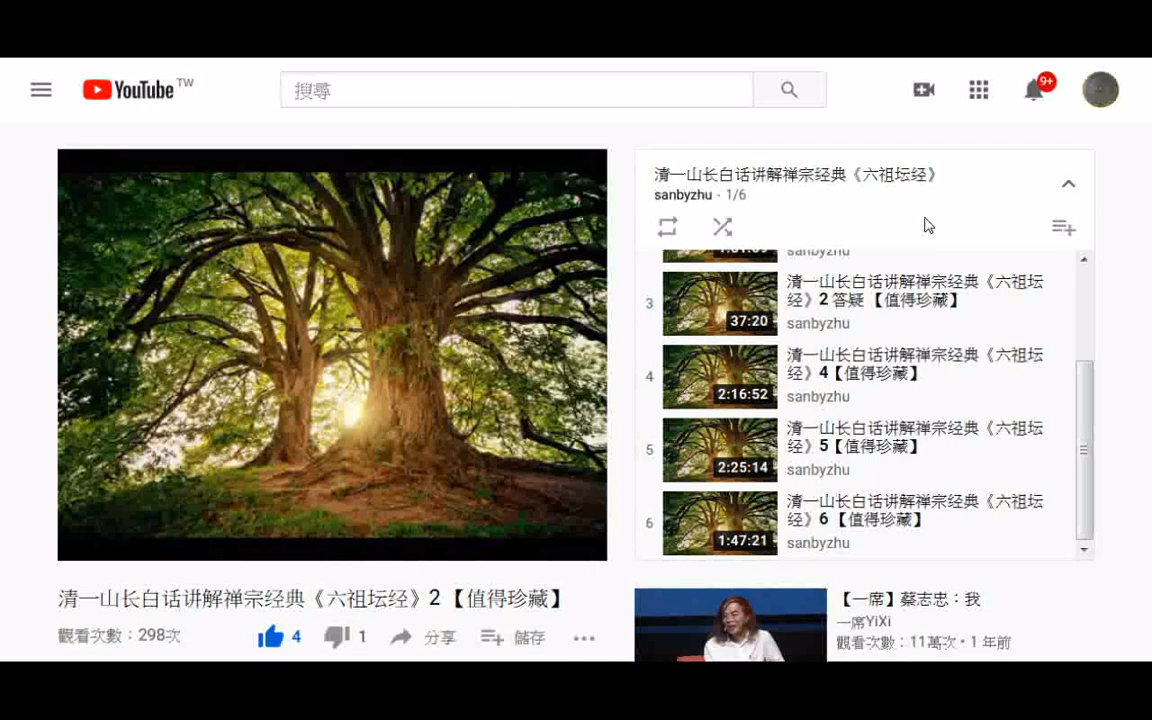 YouTube TW
搜尋
9+
清一山长白话讲解禅宗经典《六祖坛经》
sanbyzhu - 1/6
sanbyzhu
3
37:20
清一山长白话讲解禅宗经典《六祖坛
经》2 答疑 【值得珍藏】
sanbyzhu
4
2:16:52
清一山长白话讲解禅宗经典《六祖坛
经》4【值得珍藏】
sanbyzhu
5
2:25:14
清一山长白话讲解禅宗经典《六祖坛
经》5【值得珍藏】
sanbyzhu
6
1:47:21
清一山长白话讲解禅宗经典《六祖坛
经》6 【值得珍藏】
sanbyzhu
清一山长白话讲解禅宗经典《六祖坛经》2 【值得珍藏】
觀看次數：298次
4
1
分享
儲存
【一席】蔡志忠：我
一席YiXi
觀看次數：11萬次 • 1 年前